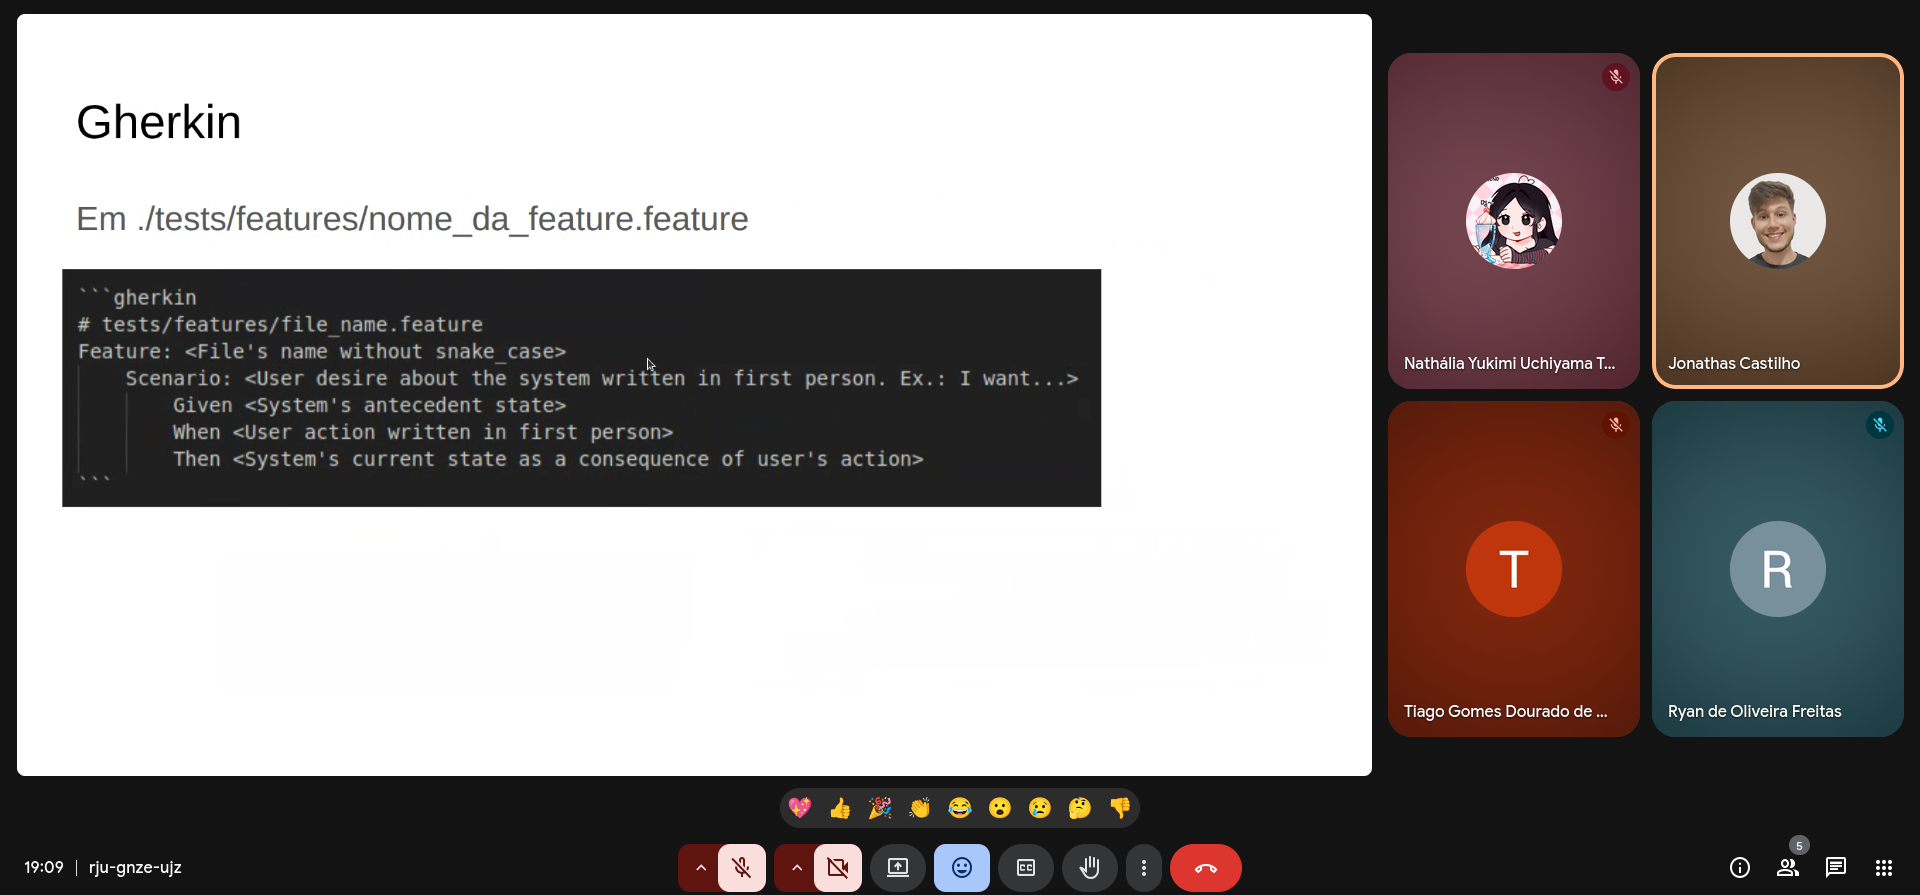 Gherkin
Em ./tests/features/nome_da_feature.feature
```gherkin
# tests/features/file_name.feature
Feature: <File's name without snake_case>
Scenario: <User desire about the system written in first person. Ex.: I want...>
Given <System's antecedent state>
When <User action written in first person>
Then <System's current state as a consequence of user's action>
```
Nathália Yukimi Uchiyama T...
Jonathas Castilho
T
Tiago Gomes Dourado de ...
R
Ryan de Oliveira Freitas
19:09 | rju-gnze-ujz
CC
5